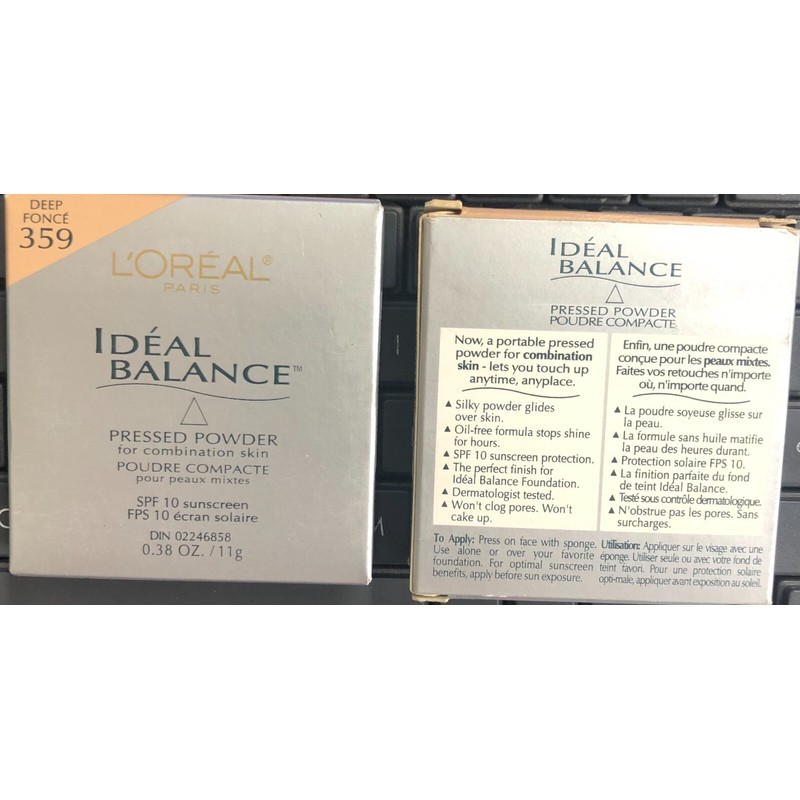 DEEP
FONCÉ
359
L'ORÉAL®
PARIS
IDÉAL
BALANCE™
PRESSED POWDER
for combination skin
POUDRE COMPACTE
pour peaux mixtes
SPF 10 sunscreen
FPS 10 écran solaire
DIN 02246858
0.38 OZ. / 11g
IDÉAL
BALANCE
PRESSED POWDER
POUDRE COMPACTE
Now, a portable pressed
powder for combination
skin - lets you touch up
anytime, anyplace.
▲ Silky powder glides
over skin.
▲ Oil-free formula stops shine
for hours.
▲ SPF 10 sunscreen protection.
▲ The perfect finish for
Idéal Balance Foundation.
▲ Dermatologist tested.
▲ Won't clog pores. Won't
cake up.
To Apply: Press on face with sponge.
Use alone or over your favorite
foundation. For optimal sunscreen
benefits, apply before sun exposure.
Enfin, une poudre compacte
conçue pour les peaux mixtes.
Faites vos retouches n'importe
où, n'importe quand.
▲ La poudre soyeuse glisse sur
la peau.
▲ La formule sans huile matifie
la peau des heures durant.
▲ Protection solaire FPS 10.
▲ La finition parfaite du fond
de teint Idéal Balance.
▲ Testé sous contrôle dermatologique.
▲ N'obstrue pas les pores. Sans
surcharges.
Utilisation: Appliquer sur le visage avec une
éponge. Utiliser seule ou avec votre fond de
teint favori. Pour une protection solaire
opti-male, appliquer avant exposition au soleil.